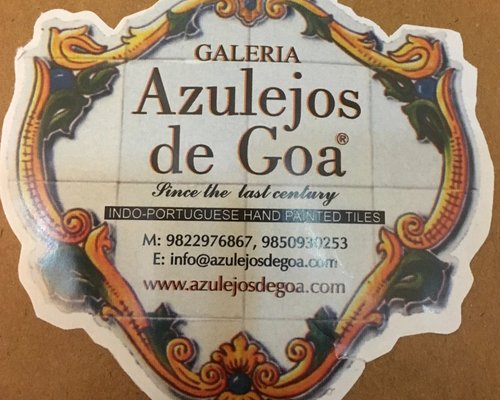 GALERIA
Azulejos
de Goa®
Since the last century
INDO-PORTUGUESE HAND PAINTED TILES
M: 9822976867, 9850930253
E: info@azulejosdegoa.com
www.azulejosdegoa.com